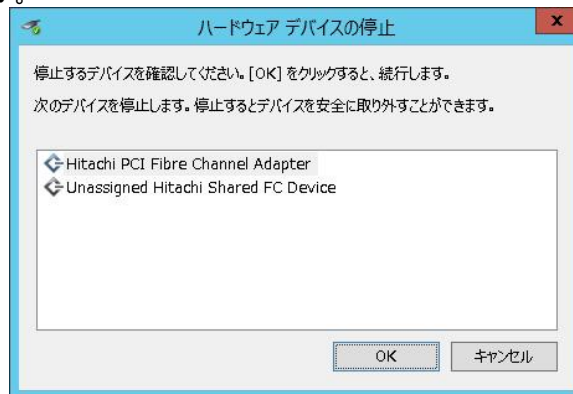 ハードウェア デバイスの停止
x
停止するデバイスを確認してください。[OK] をクリックすると、続行します。
次のデバイスを停止します。停止するとデバイスを安全に取り外すことができます。
Hitachi PCI Fibre Channel Adapter
Unassigned Hitachi Shared FC Device
OK
キャンセル